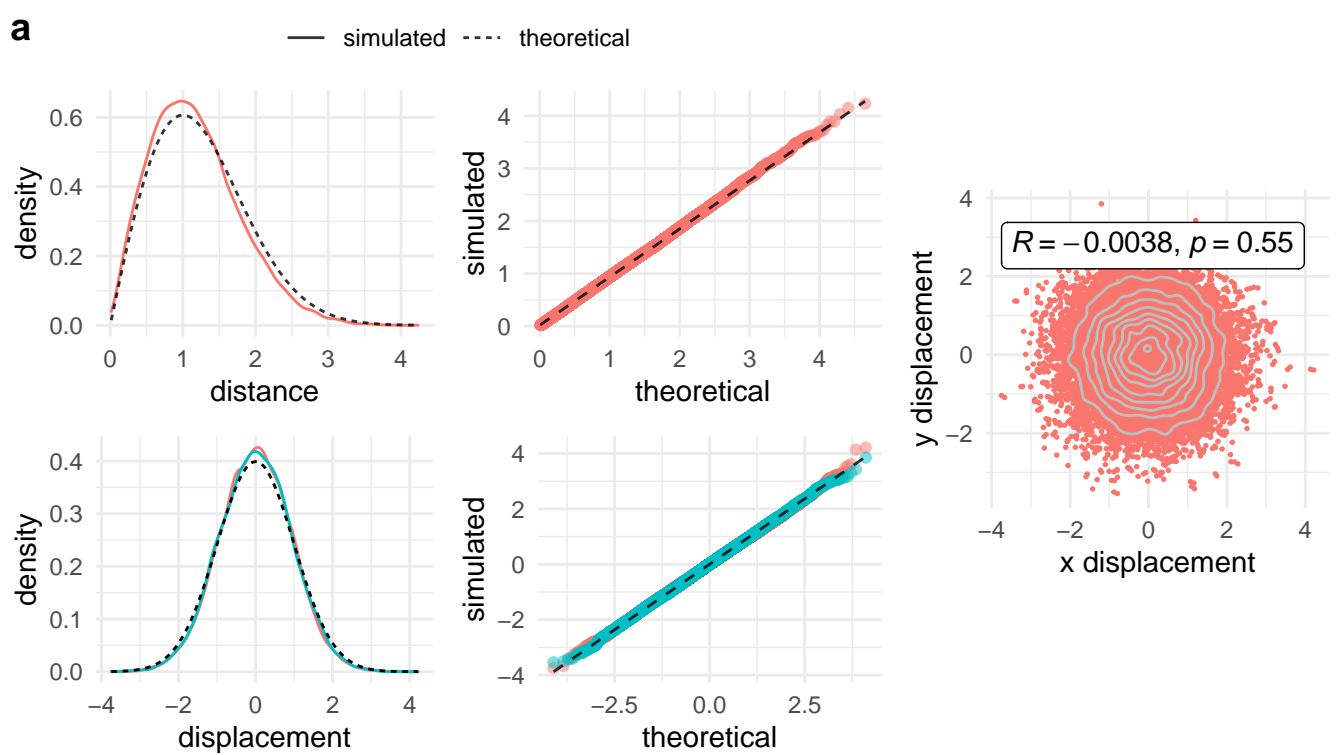 a
simulated theoretical
0.6
0.4
0.2
0.0
density
0 1 2 3 4
distance
4
3
2
1
0
simulated
0 1 2 3 4
theoretical
0.4
0.3
0.2
0.1
0.0
density
−4 −2 0 2 4
displacement
4
2
0
−2
−4
simulated
−2.5 0.0 2.5
theoretical
4
2
0
−2
y displacement
R = −0.0038, p = 0.55
−4 −2 0 2 4
x displacement